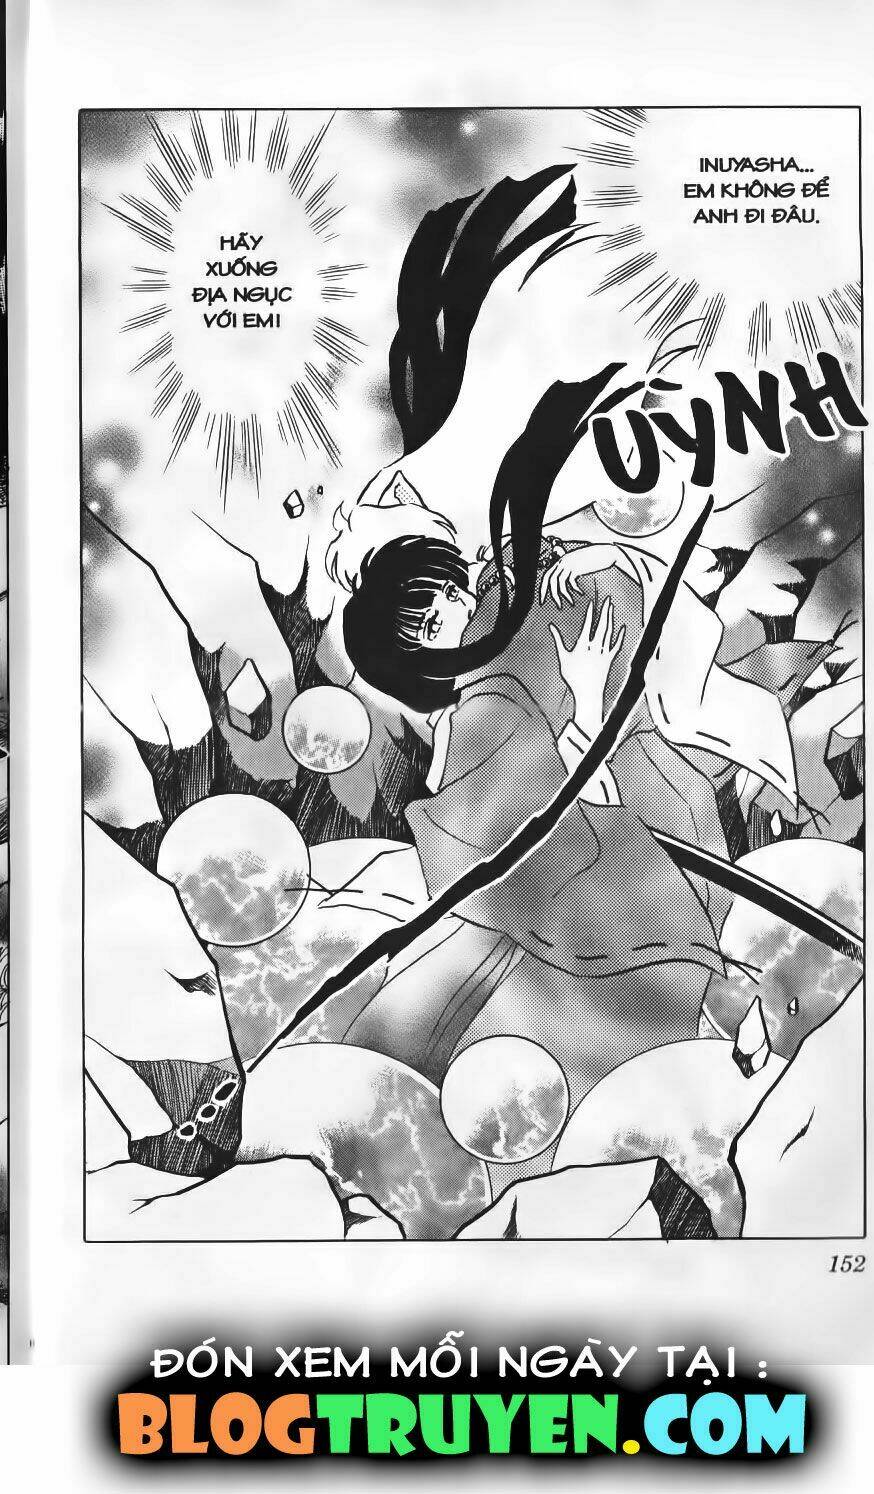 INUYASHA...
EM KHÔNG ĐỂ
ANH ĐI ĐÂU.
HÃY
XUỐNG
ĐỊA NGỤC
VỚI EM!
UỲNH
152
ĐÓN XEM MỖI NGÀY TẠI :
BLOGTRUYEN.COM